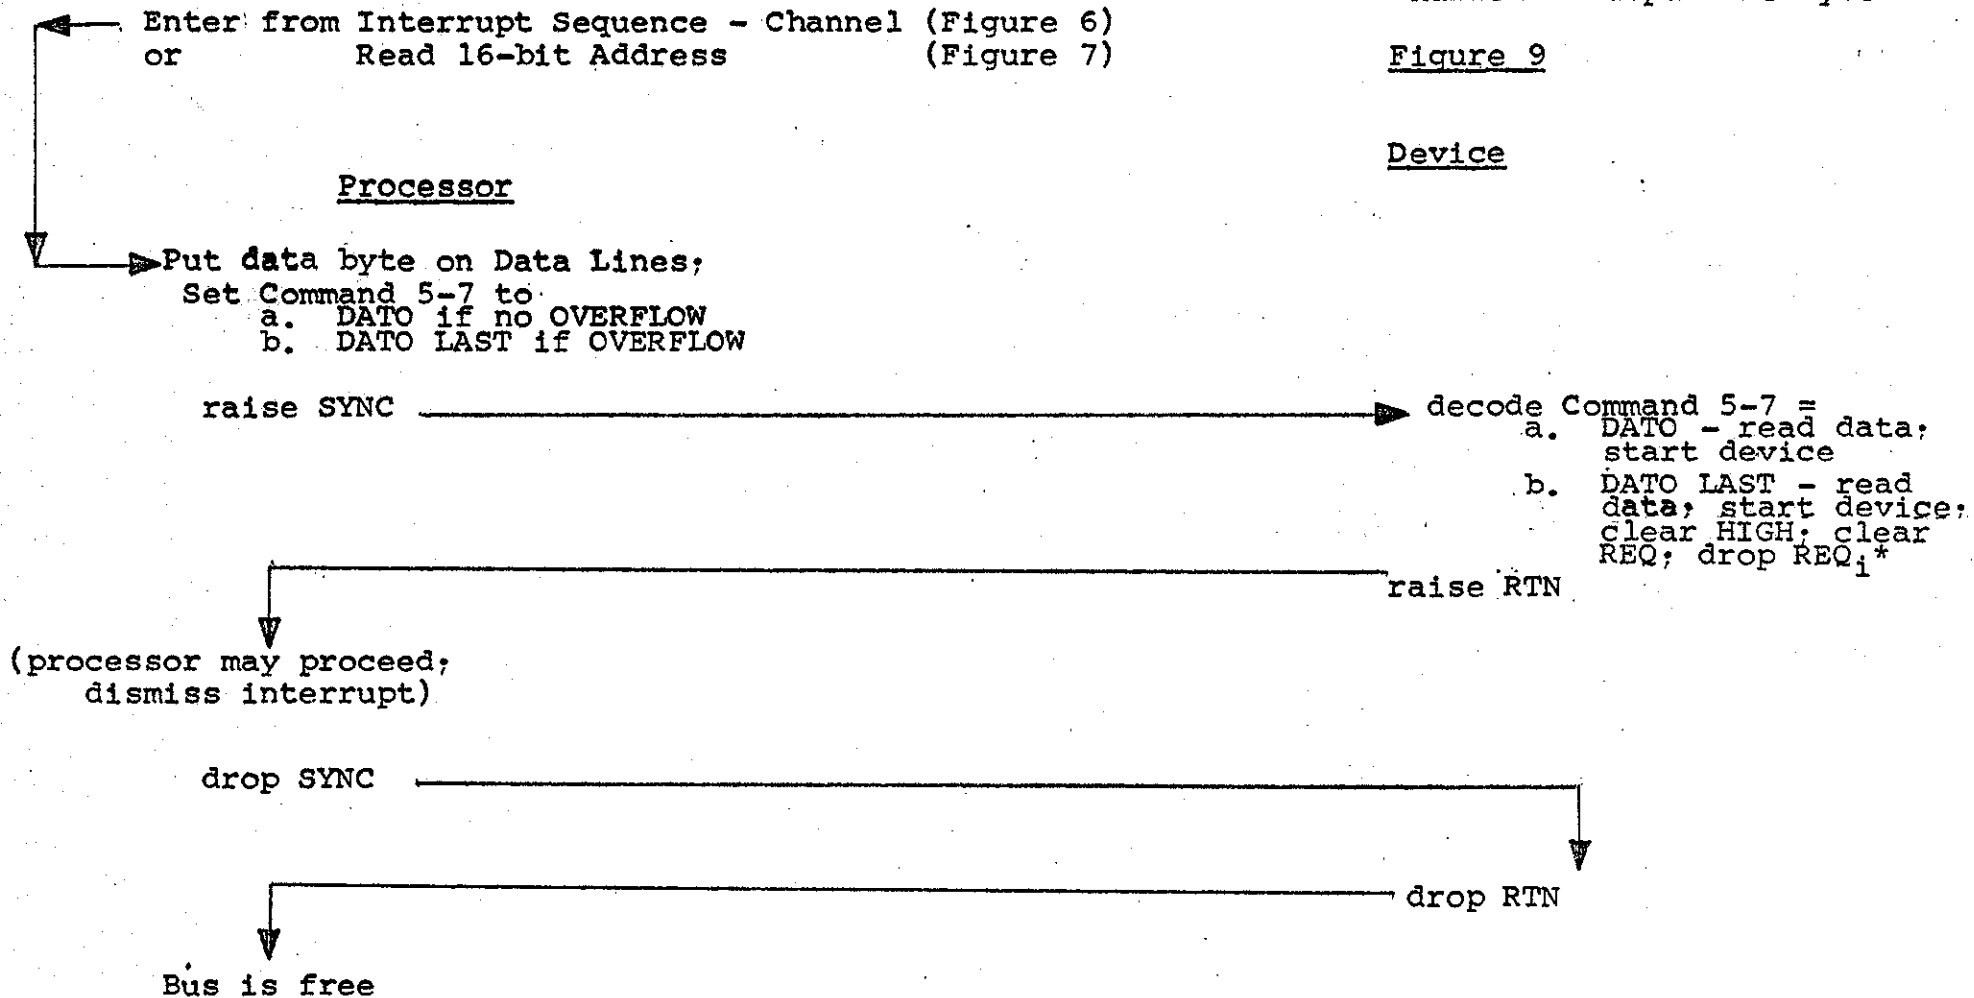 Enter from Interrupt Sequence - Channel (Figure 6)
or Read 16-bit Address (Figure 7)
Figure 9
Device
Processor
Put data byte on Data Lines;
Set Command 5-7 to
a. DATO if no OVERFLOW
b. DATO LAST if OVERFLOW
raise SYNC
decode Command 5-7 =
a. DATO - read data;
start device
b. DATO LAST - read
data; start device;
clear HIGH; clear
REQ; drop REQi*
raise RTN
(processor may proceed;
dismiss interrupt)
drop SYNC
drop RTN
Bus is free